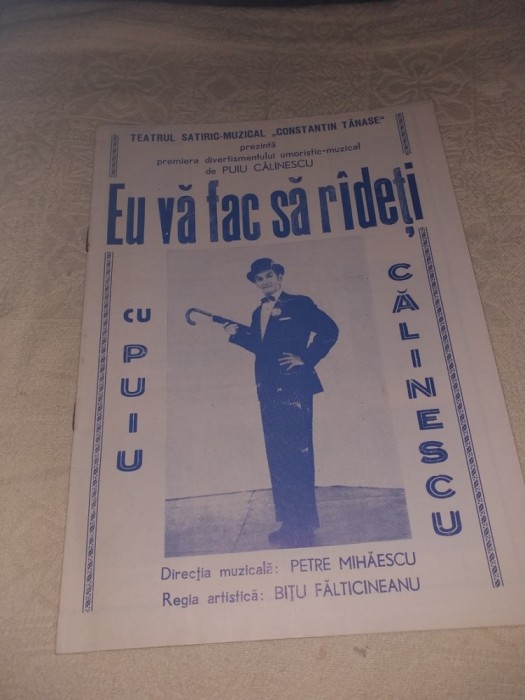 TEATRUL SATIRIC-MUZICAL „CONSTANTIN TĂNASE"
prezintă
premiera divertismentului umoristic-muzical
de PUIU CĂLINESCU
Eu vă fac să rîdeți
CU PUIU
CĂLINESCU
Direcția muzicală: PETRE MIHĂESCU
Regia artistică: BIȚU FĂLTICINEANU